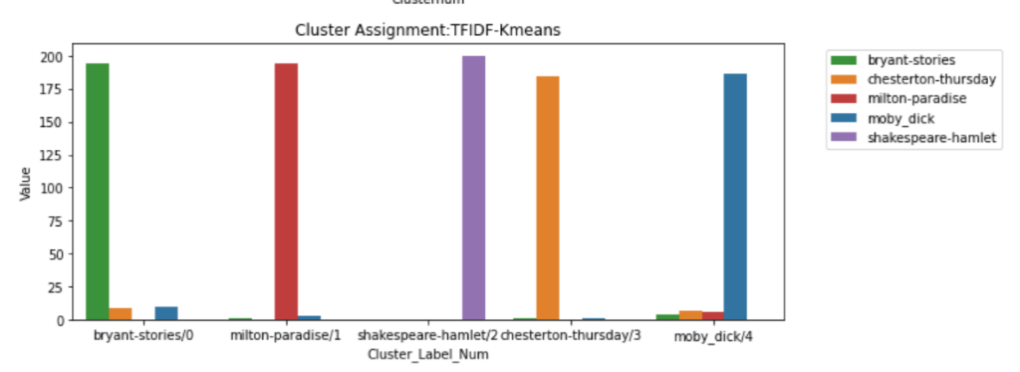 Clusternum
Cluster Assignment:TFIDF-Kmeans
200
175
150
125
100
75
50
25
0
Value
bryant-stories/0 milton-paradise/1 shakespeare-hamlet/2 chesterton-thursday/3 moby_dick/4
Cluster_Label_Num
bryant-stories
chesterton-thursday
milton-paradise
moby_dick
shakespeare-hamlet